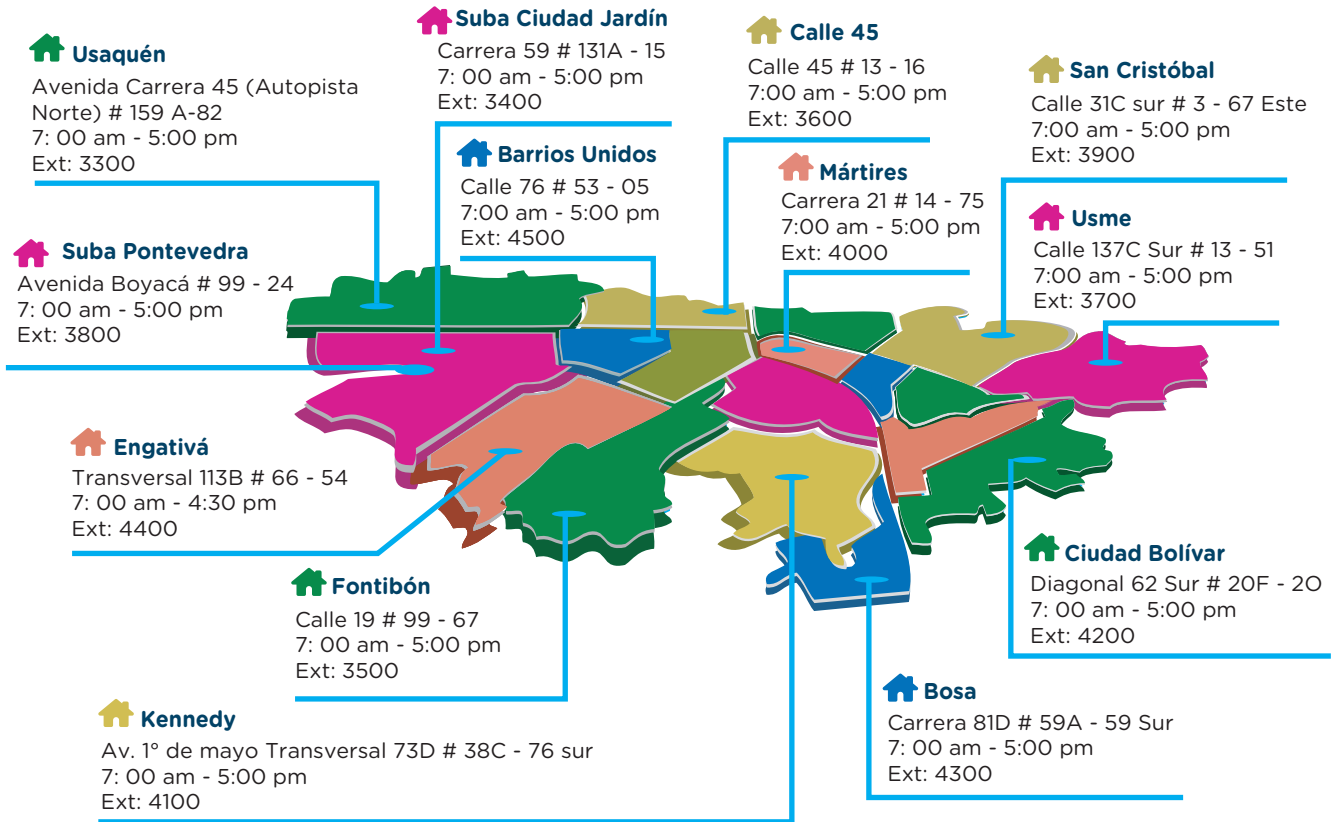 Usaquén
Avenida Carrera 45 (Autopista
Norte) # 159 A-82
7: 00 am - 5:00 pm
Ext: 3300
Suba Ciudad Jardín
Carrera 59 # 131A - 15
7: 00 am - 5:00 pm
Ext: 3400
Calle 45
Calle 45 # 13 - 16
7:00 am - 5:00 pm
Ext: 3600
San Cristóbal
Calle 31C sur # 3 - 67 Este
7:00 am - 5:00 pm
Ext: 3900
Barrios Unidos
Calle 76 # 53 - 05
7:00 am - 5:00 pm
Ext: 4500
Mártires
Carrera 21 # 14 - 75
7:00 am - 5:00 pm
Ext: 4000
Usme
Calle 137C Sur # 13 - 51
7:00 am - 5:00 pm
Ext: 3700
Suba Pontevedra
Avenida Boyacá # 99 - 24
7: 00 am - 5:00 pm
Ext: 3800
Engativá
Transversal 113B # 66 - 54
7: 00 am - 4:30 pm
Ext: 4400
Fontibón
Calle 19 # 99 - 67
7: 00 am - 5:00 pm
Ext: 3500
Ciudad Bolívar
Diagonal 62 Sur # 20F - 2O
7: 00 am - 5:00 pm
Ext: 4200
Kennedy
Av. 1° de mayo Transversal 73D # 38C - 76 sur
7: 00 am - 5:00 pm
Ext: 4100
Bosa
Carrera 81D # 59A - 59 Sur
7: 00 am - 5:00 pm
Ext: 4300